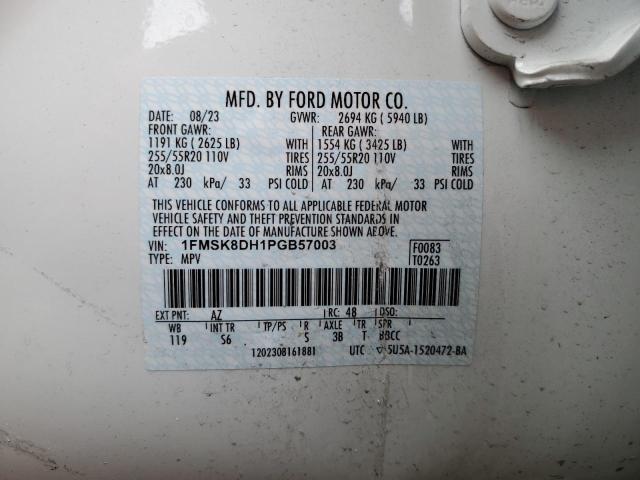 MFD. BY FORD MOTOR CO.
DATE: 08/23 GVWR: 2694 KG ( 5940 LB)
FRONT GAWR: REAR GAWR:
1191 KG ( 2625 LB) WITH 1554 KG ( 3425 LB) WITH
255/55R20 110V TIRES 255/55R20 110V TIRES
20x8.0J RIMS 20x8.0J RIMS
AT 230 kPa/ 33 PSI COLD AT 230 kPa/ 33 PSI COLD
THIS VEHICLE CONFORMS TO ALL APPLICABLE FEDERAL MOTOR
VEHICLE SAFETY AND THEFT PREVENTION STANDARDS IN
EFFECT ON THE DATE OF MANUFACTURE SHOWN ABOVE.
VIN: 1FMSK8DH1PGB57003 F0083
TYPE: MPV T0263
EXT PNT: AZ RC: 48 DSO:
WB INT TR TP/PS R AXLE TR SPR
119 S6 S 3B T BBCC
1202308161881 UTC ▽ 5U5A-1520472-BA